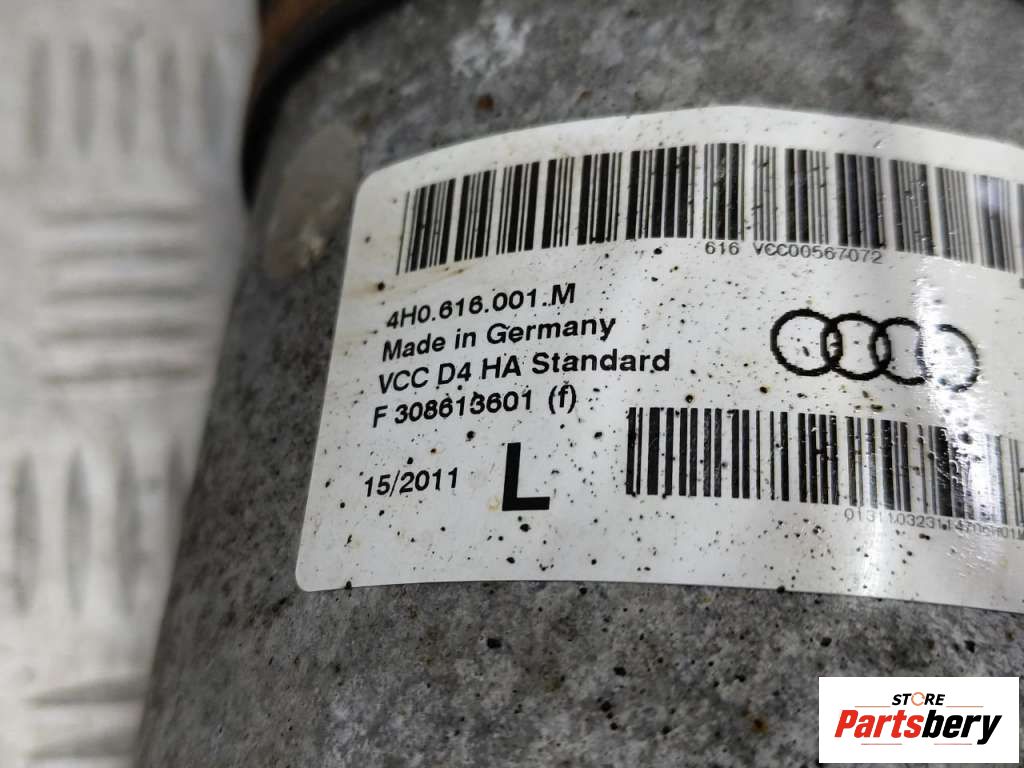 616 VCC00567072
4H0.616.001..M
Made in Germany
VCC D4 HA Standard
F 308613601 (f)
15/2011
L
STORE
Partsbery